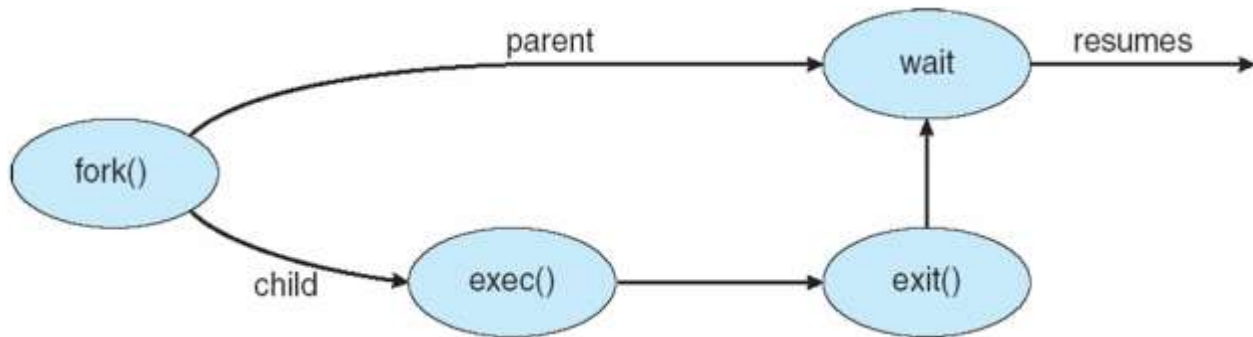 parent
resumes
wait
fork()
child
exec()
exit()